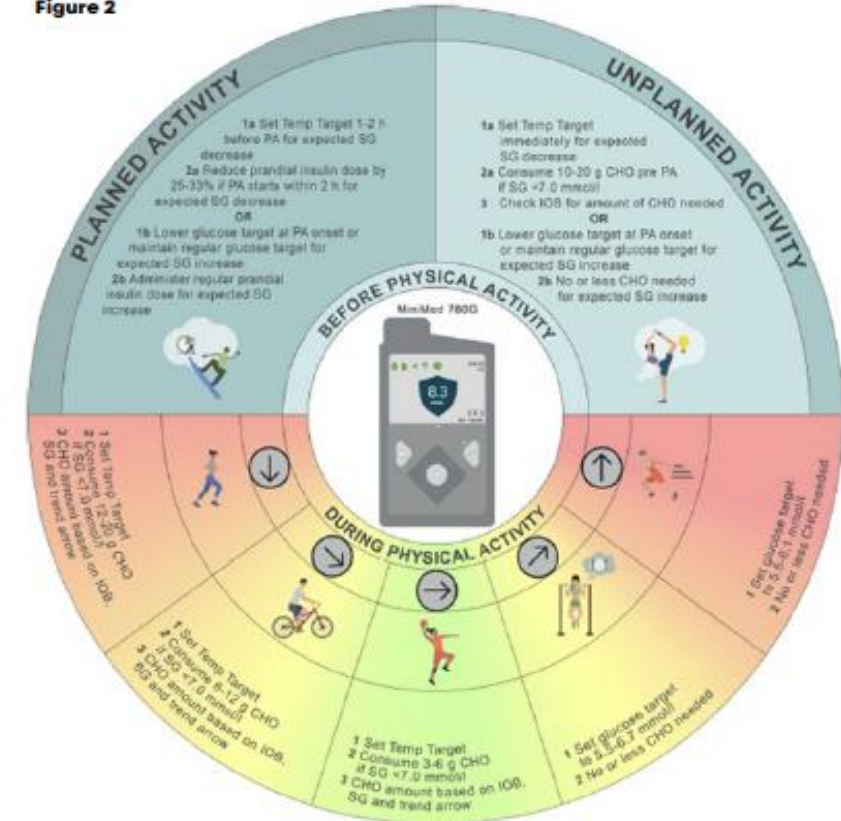 Figure 2
PLANNED ACTIVITY
1a Set Temp Target 1-2 h
before PA for expected SG
decrease
2a Reduce prandial insulin dose by
25-33% if PA starts within 2 h for
expected SG decrease
OR
1b Lower glucose target at PA onset or
maintain regular glucose target for
expected SG increase
2b Administer regular prandial
insulin dose for expected SG
increase
UNPLANNED ACTIVITY
1a Set Temp Target
immediately for expected
SG decrease
2a Consume 10-20 g CHO pre PA
if SG <7.0 mmol/l
3 Check IOB for amount of CHO needed
OR
1b Lower glucose target at PA onset
or maintain regular glucose target for
expected SG increase
2b No or less CHO needed
for expected SG increase
BEFORE PHYSICAL ACTIVITY
MiniMed 780G
8.3
DURING PHYSICAL ACTIVITY
1 Set Temp Target
2 Consume 12-20 g CHO
if SG <7.0 mmol/l
3 CHO amount based on IOB,
SG and trend arrow
1 Set Temp Target
2 Consume 6-12 g CHO
if SG <7.0 mmol/l
3 CHO amount based on IOB,
SG and trend arrow
1 Set Temp Target
2 Consume 3-6 g CHO
if SG <7.0 mmol/l
3 CHO amount based on IOB,
SG and trend arrow
1 Set glucose target
to 5.5-6.7 mmol/l
2 No or less CHO needed
1 Set glucose target
to 5.5-6.1 mmol/l
2 No or less CHO needed